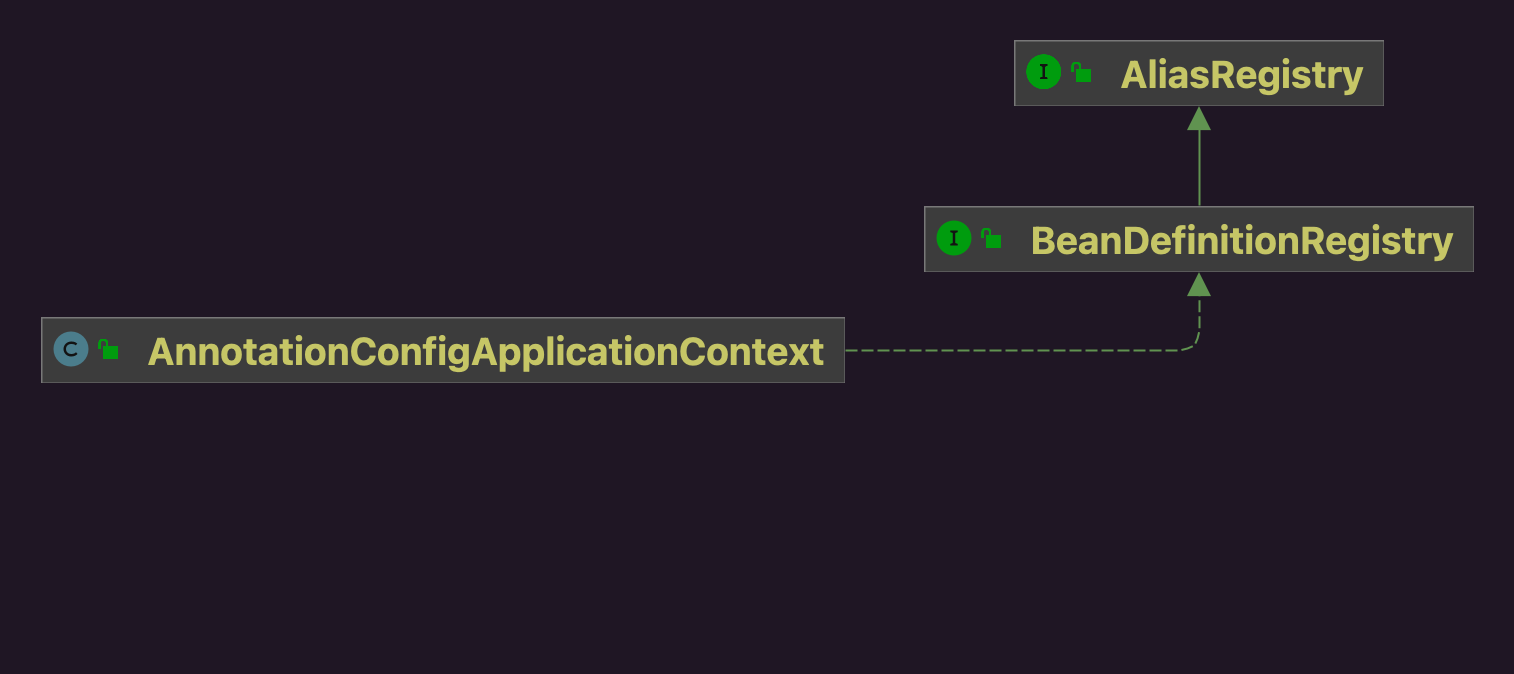 I AliasRegistry
I BeanDefinitionRegistry
C AnnotationConfigApplicationContext